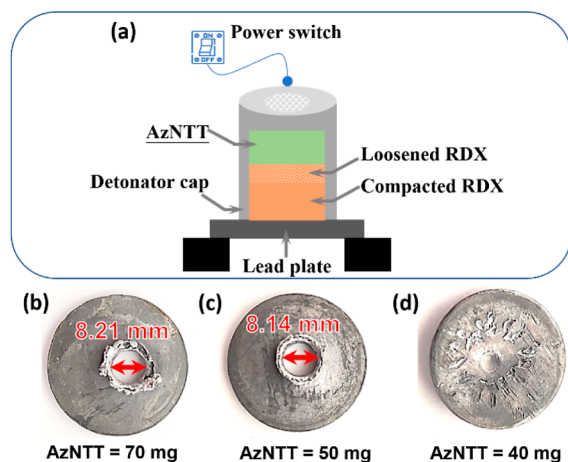 (a)
Power switch
ON
OFF
AzNTT
Loosened RDX
Detonator cap
Compacted RDX
Lead plate
(b)
(c)
(d)
8.21 mm
8.14 mm
AzNTT = 70 mg
AzNTT = 50 mg
AzNTT = 40 mg